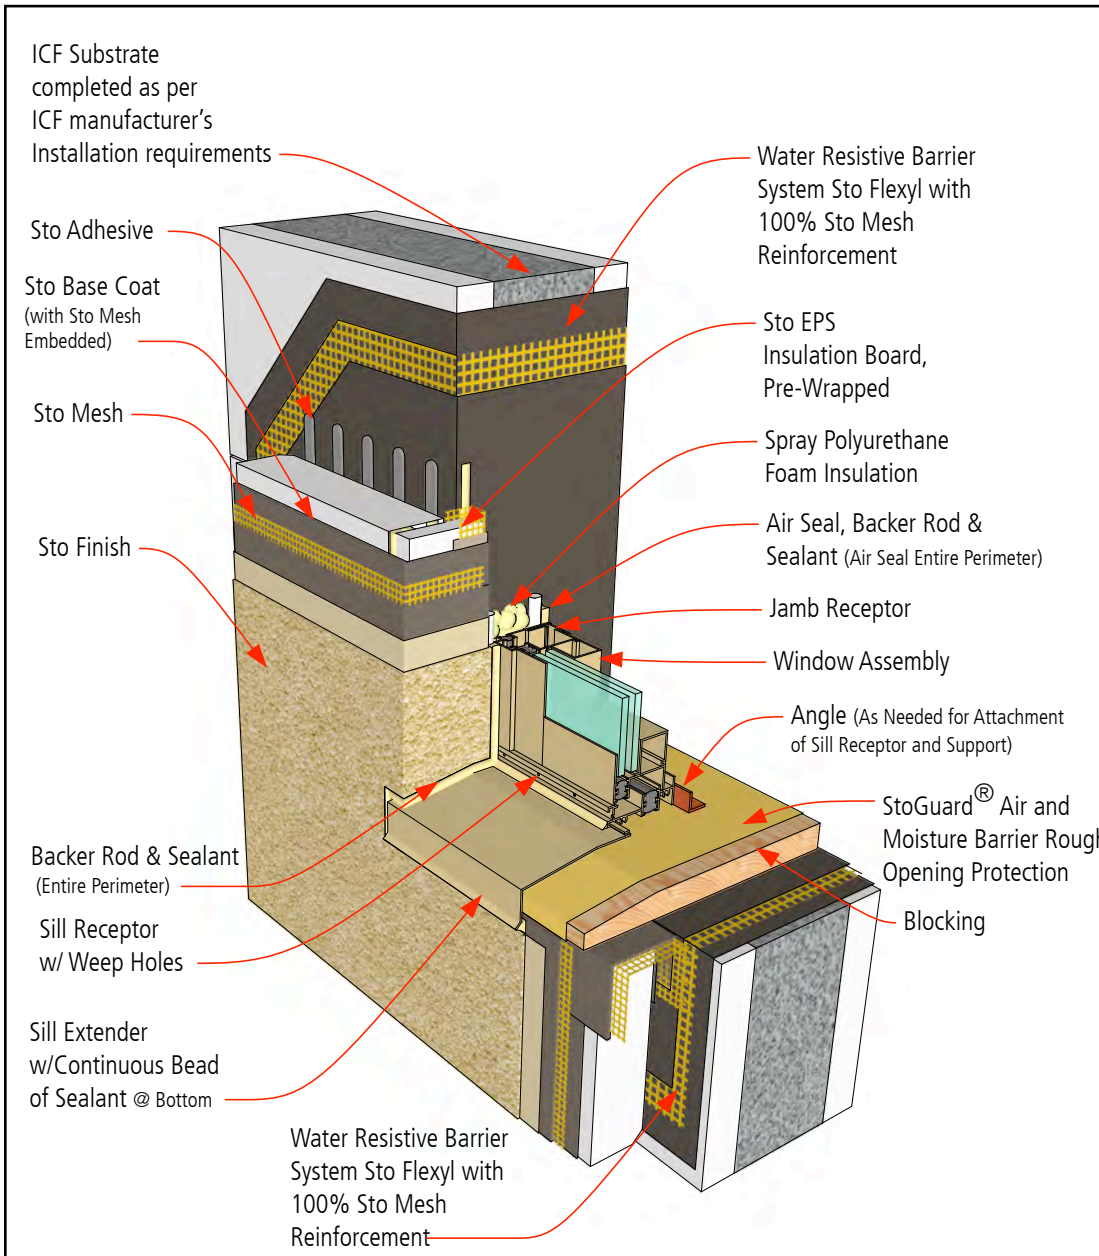 ICF Substrate
completed as per
ICF manufacturer's
Installation requirements
Sto Adhesive
Sto Base Coat
(with Sto Mesh
Embedded)
Sto Mesh
Sto Finish
Water Resistive Barrier
System Sto Flexyl with
100% Sto Mesh
Reinforcement
Sto EPS
Insulation Board,
Pre-Wrapped
Spray Polyurethane
Foam Insulation
Air Seal, Backer Rod &
Sealant (Air Seal Entire Perimeter)
Jamb Receptor
Window Assembly
Angle (As Needed for Attachment
of Sill Receptor and Support)
StoGuard® Air and
Moisture Barrier Rough
Opening Protection
Blocking
Backer Rod & Sealant
(Entire Perimeter)
Sill Receptor
w/ Weep Holes
Sill Extender
w/Continuous Bead
of Sealant @ Bottom
Water Resistive Barrier
System Sto Flexyl with
100% Sto Mesh
Reinforcement